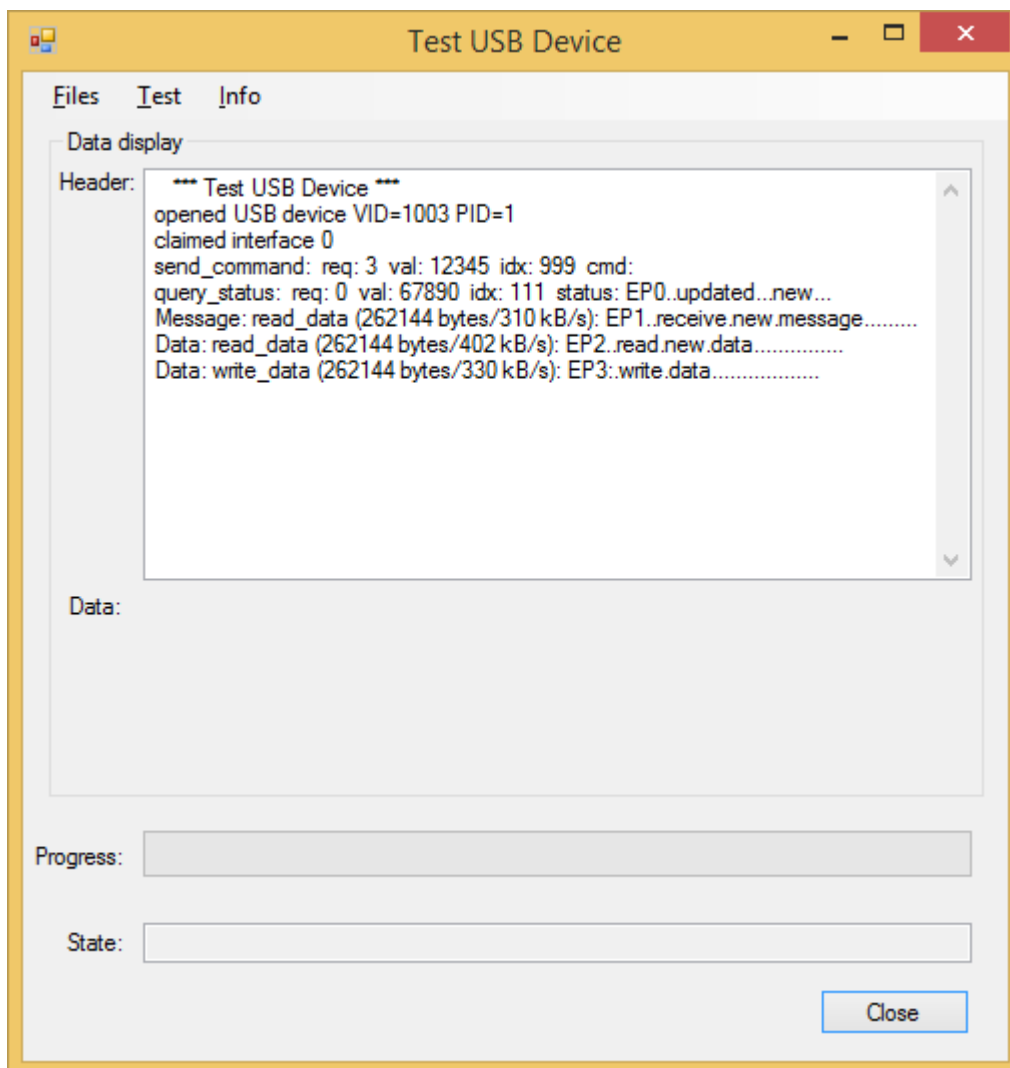 Test USB Device
Files Test Info
Data display
Header:
*** Test USB Device ***
opened USB device VID=1003 PID=1
claimed interface 0
send_command: req: 3 val: 12345 idx: 999 cmd:
query_status: req: 0 val: 67890 idx: 111 status: EP0..updated...new...
Message: read_data (262144 bytes/310 kB/s): EP1..receive.new.message.........
Data: read_data (262144 bytes/402 kB/s): EP2..read.new.data...............
Data: write_data (262144 bytes/330 kB/s): EP3:.write.data..................
Data:
Progress:
State:
Close